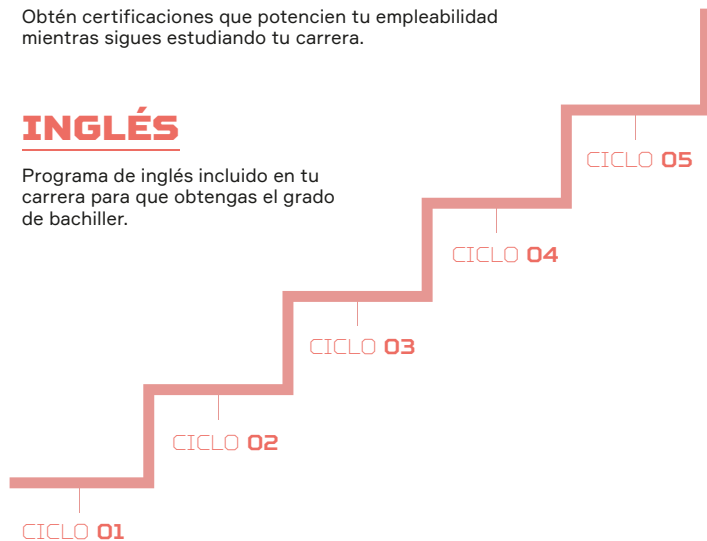 Obtén certificaciones que potencien tu empleabilidad
mientras sigues estudiando tu carrera.
INGLÉS
Programa de inglés incluido en tu
carrera para que obtengas el grado
de bachiller.
CICLO 05
CICLO 04
CICLO 03
CICLO 02
CICLO 01